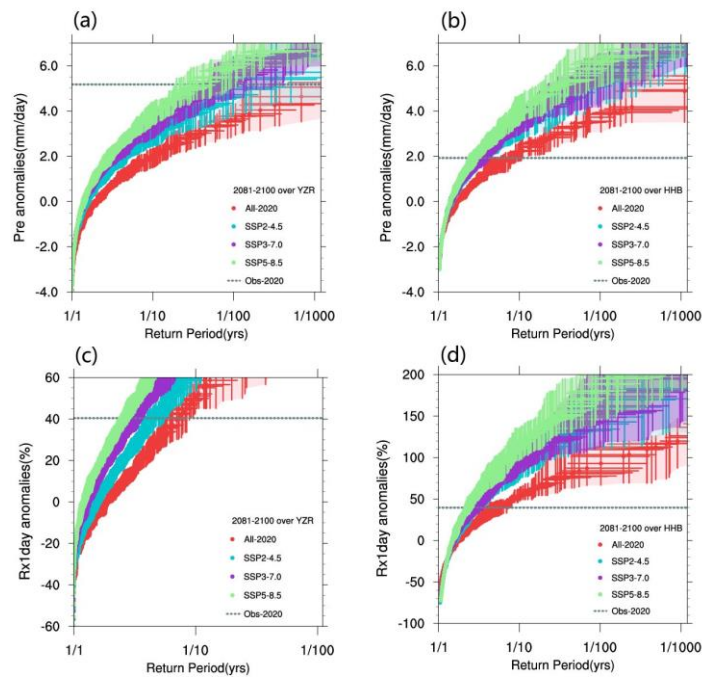 (a)
Pre anomalies(mm/day)
6.0
4.0
2.0
0.0
-2.0
-4.0
2081-2100 over YZR
All-2020
SSP2-4.5
SSP3-7.0
SSP5-8.5
Obs-2020
1/1 1/10 1/100 1/1000
Return Period(yrs)
(b)
Pre anomalies(mm/day)
6.0
4.0
2.0
0.0
-2.0
-4.0
2081-2100 over HHB
All-2020
SSP2-4.5
SSP3-7.0
SSP5-8.5
Obs-2020
1/1 1/10 1/100 1/1000
Return Period(yrs)
(c)
Rx1day anomalies(%)
60
40
20
0
-20
-40
-60
2081-2100 over YZR
All-2020
SSP2-4.5
SSP3-7.0
SSP5-8.5
Obs-2020
1/1 1/10 1/100
Return Period(yrs)
(d)
Rx1day anomalies(%)
200
150
100
50
0
-50
-100
2081-2100 over HHB
All-2020
SSP2-4.5
SSP3-7.0
SSP5-8.5
Obs-2020
1/1 1/10 1/100 1/1000
Return Period(yrs)